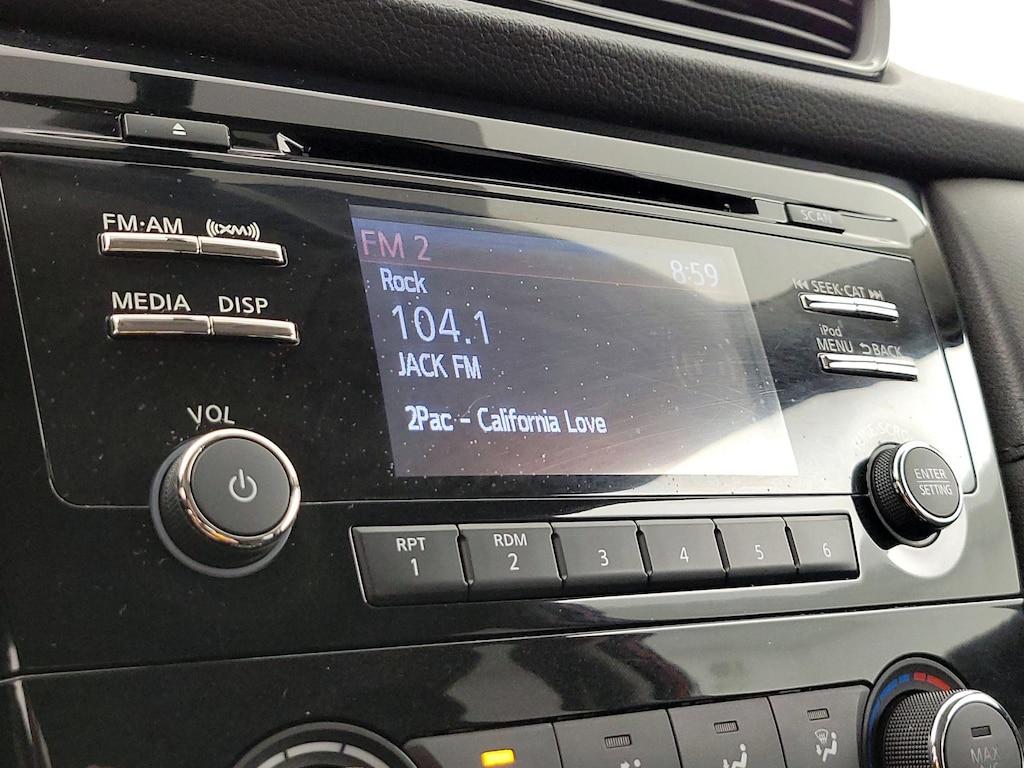 SCAN
FM·AM ((XM))
FM 2
8:59
Rock
SEEK·CAT
MEDIA DISP
104.1
iPod
MENU BACK
JACK FM
VOL
2Pac - California Love
ENTER
SETTING
RPT
1
RDM
2
3
4
5
6
MAX